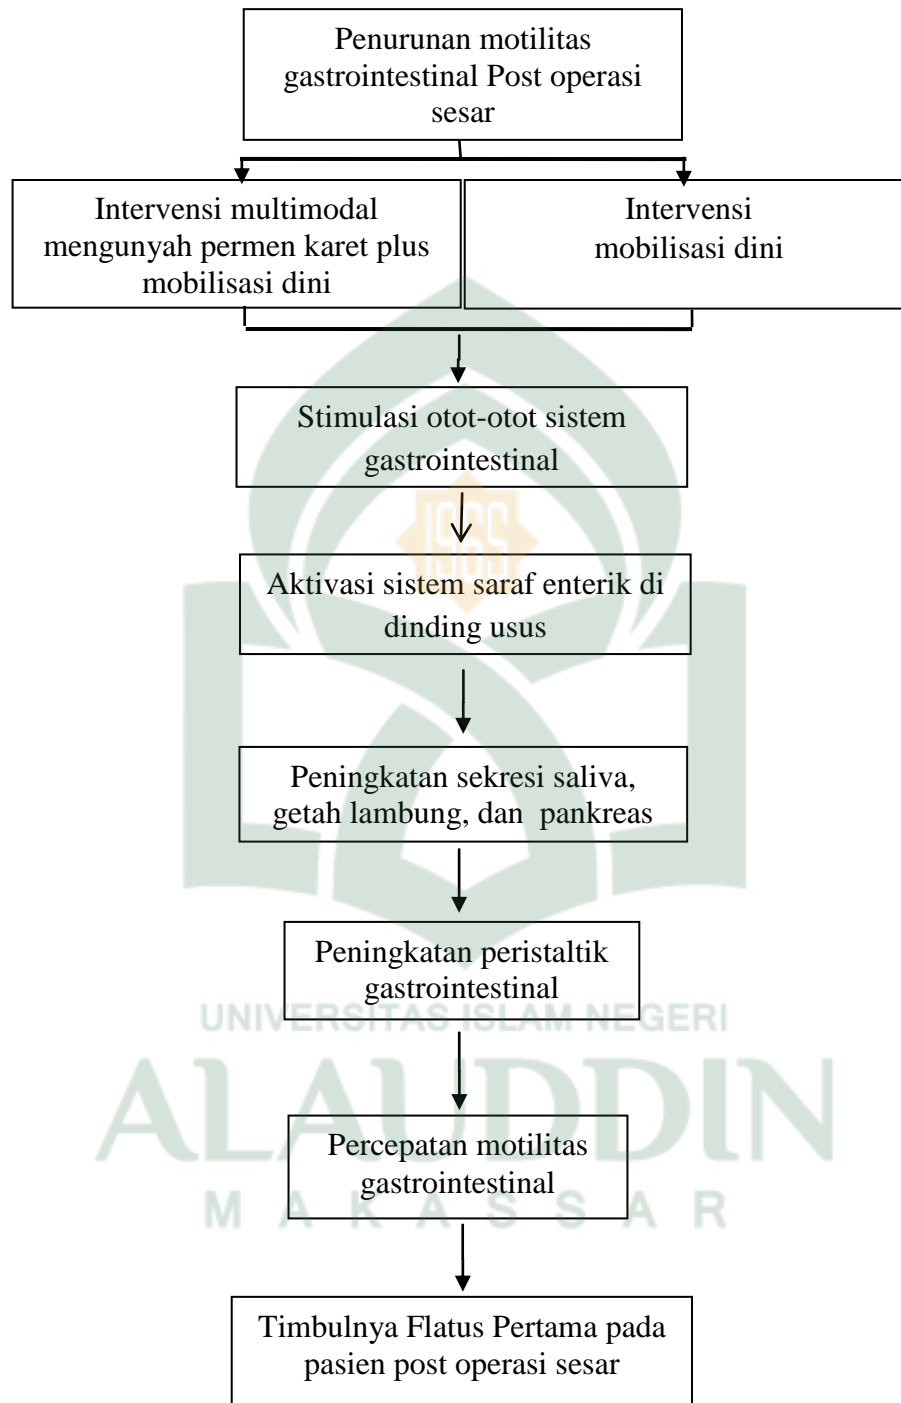 Penurunan motilitas
gastrointestinal Post operasi
sesar
Intervensi multimodal
mengunyah permen karet plus
mobilisasi dini
Intervensi
mobilisasi dini
Stimulasi otot-otot sistem
gastrointestinal
Aktivasi sistem saraf enterik di
dinding usus
Peningkatan sekresi saliva,
getah lambung, dan pankreas
Peningkatan peristaltik
gastrointestinal
UNIVERSITAS ISLAM NEGERI
ALAUDDIN
Percepatan motilitas
gastrointestinal
MAKASSAR
Timbulnya Flatus Pertama pada
pasien post operasi sesar